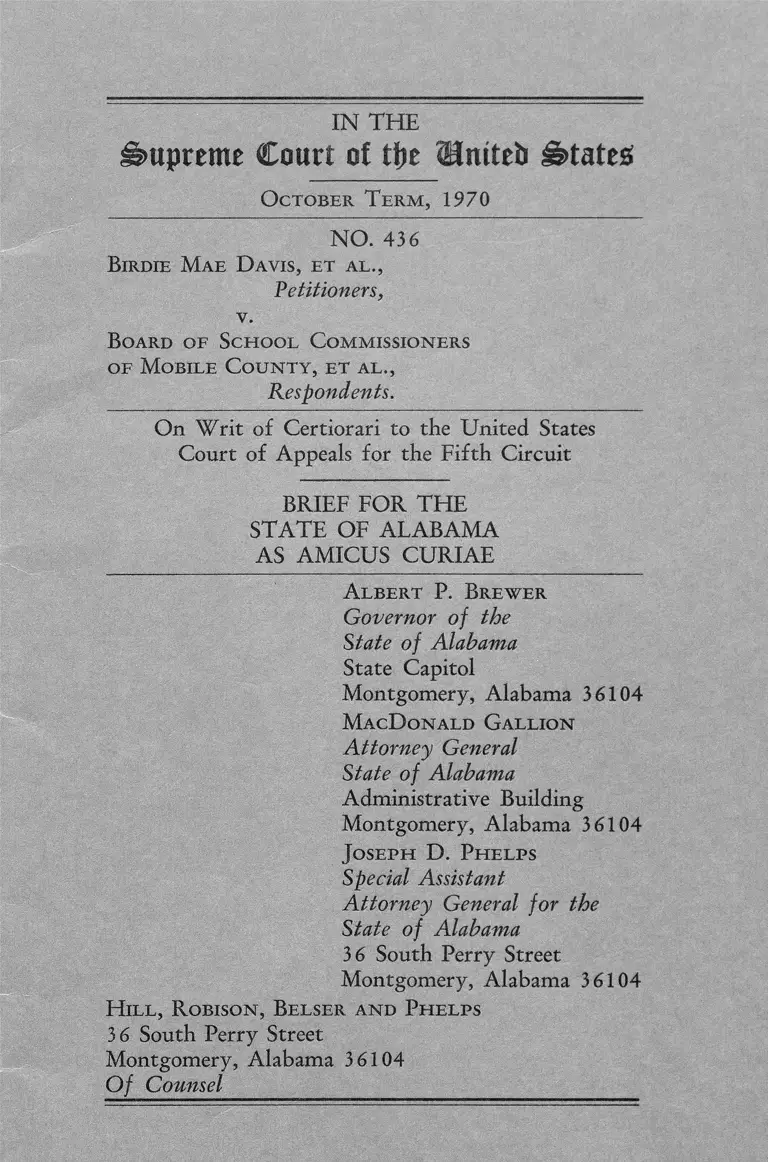 IN THE
Supreme Court of the United States
OCTOBER TERM, 1970
NO. 436
BIRDIE MAE DAVIS, ET AL.,
Petitioners,
v.
BOARD OF SCHOOL COMMISSIONERS
OF MOBILE COUNTY, ET AL.,
Respondents.
On Writ of Certiorari to the United States
Court of Appeals for the Fifth Circuit
BRIEF FOR THE
STATE OF ALABAMA
AS AMICUS CURIAE
ALBERT P. BREWER
Governor of the
State of Alabama
State Capitol
Montgomery, Alabama 36104
MACDONALD GALLION
Attorney General
State of Alabama
Administrative Building
Montgomery, Alabama 36104
JOSEPH D. PHELPS
Special Assistant
Attorney General for the
State of Alabama
36 South Perry Street
Montgomery, Alabama 36104
HILL, ROBISON, BELSER AND PHELPS
36 South Perry Street
Montgomery, Alabama 36104
Of Counsel